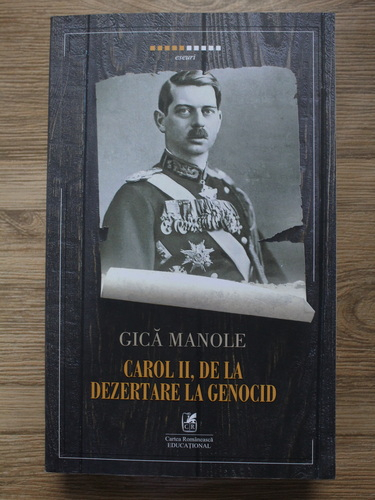 eseuri
GICĂ MANOLE
CAROL II, DE LA
DEZERTARE LA GENOCID
CR
Cartea Românească
EDUCAȚIONAL